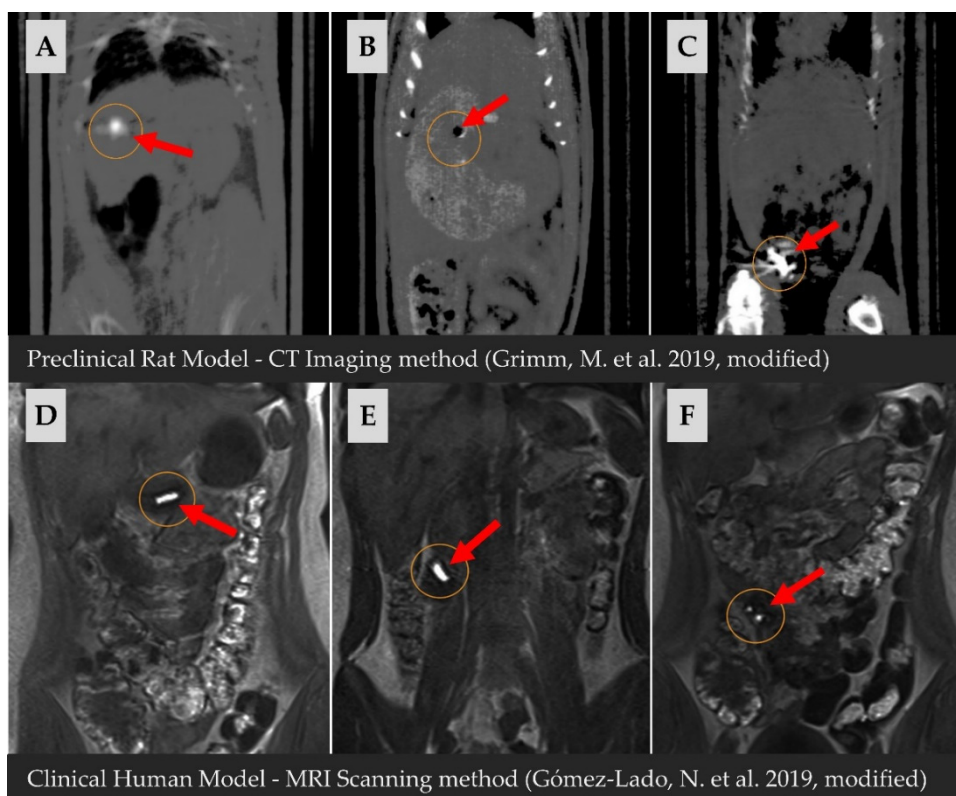 A
B
C
Preclinical Rat Model - CT Imaging method (Grimm, M. et al. 2019, modified)
D
E
F
Clinical Human Model - MRI Scanning method (Gómez-Lado, N. et al. 2019, modified)